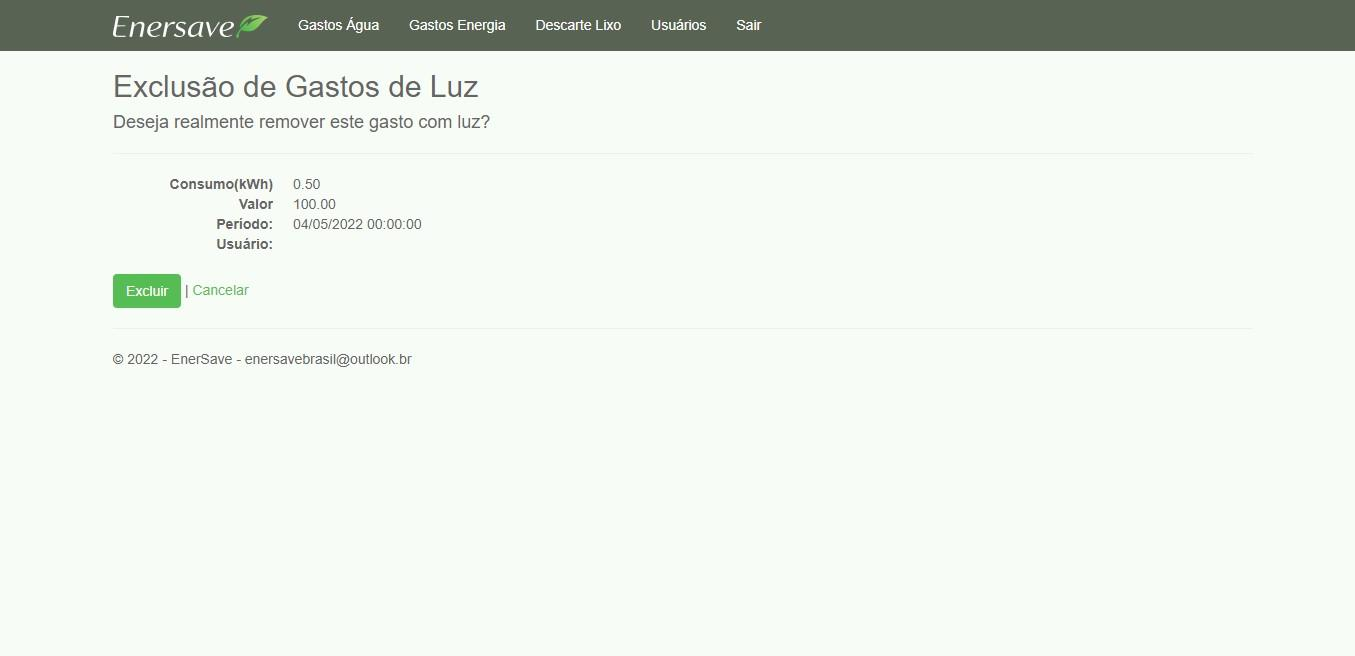 Enersave Gastos Água Gastos Energia Descarte Lixo Usuários Sair
Exclusão de Gastos de Luz
Deseja realmente remover este gasto com luz?
Consumo(kWh) 0.50
Valor 100.00
Período: 04/05/2022 00:00:00
Usuário:
Excluir | Cancelar
© 2022 - EnerSave - enersavebrasil@outlook.br